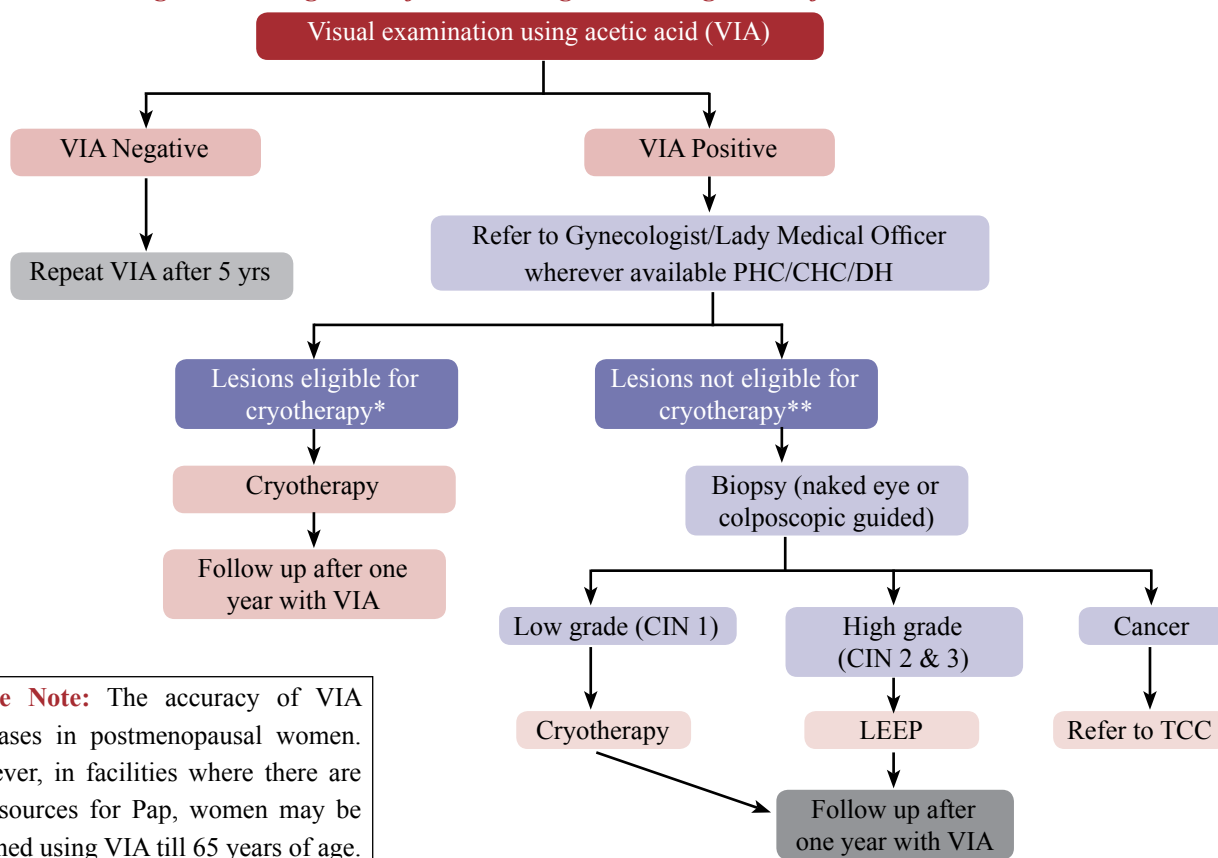 Visual examination using acetic acid (VIA)
VIA Negative
VIA Positive
Repeat VIA after 5 yrs
Refer to Gynecologist/Lady Medical Officer
wherever available PHC/CHC/DH
Lesions eligible for
cryotherapy*
Lesions not eligible for
cryotherapy**
Cryotherapy
Follow up after one
year with VIA
Biopsy (naked eye or
colposcopic guided)
Low grade (CIN 1)
High grade
(CIN 2 & 3)
Cancer
Cryotherapy
LEEP
Refer to TCC
Follow up after
one year with VIA
Note: The accuracy of VIA
in postmenopausal women.
in facilities where there are
for Pap, women may be
using VIA till 65 years of age.